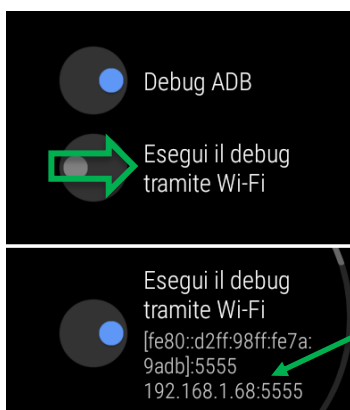 Debug ADB
Esegui il debug
tramite Wi-Fi
Esegui il debug
tramite Wi-Fi
[fe80::d2ff:98ff:fe7a:
9adb]:5555
192.168.1.68:5555